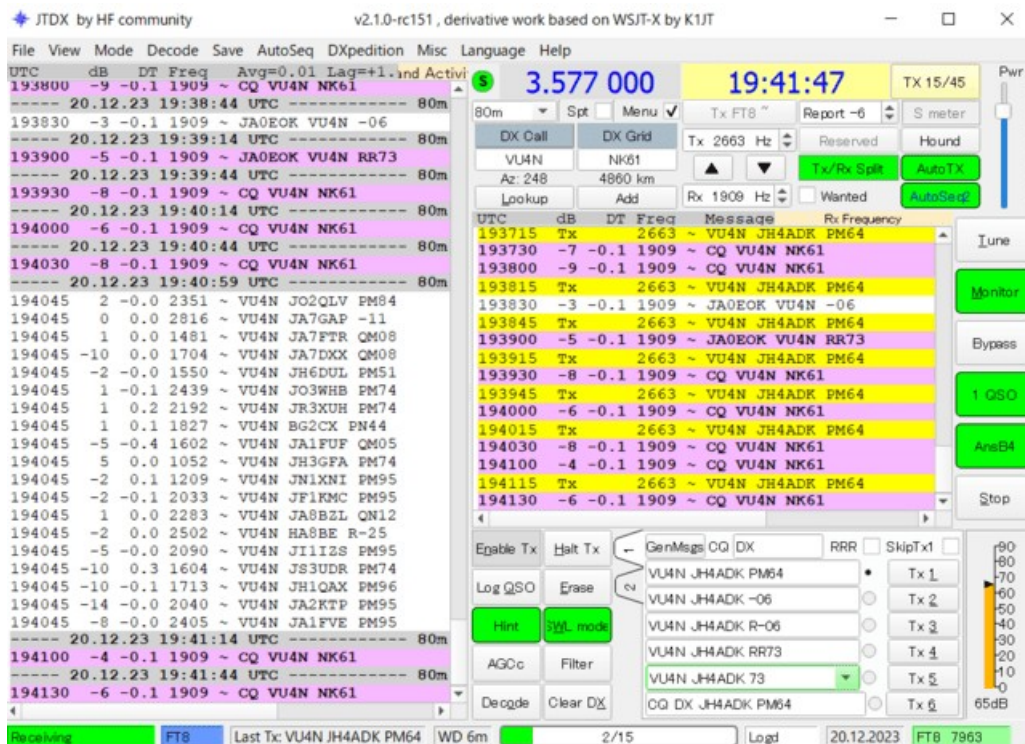 JTDX by HF community
v2.1.0-rc151 , derivative work based on WSJT-X by K1JT
File View Mode Decode Save AutoSeq DXpedition Misc Language Help
UTC dB DT Freq Avg=0.01 Lag=+1. nd Activi
193800 -9 -0.1 1909 ~ CQ VU4N NK61
----- 20.12.23 19:38:44 UTC ------------ 80m
193830 -3 -0.1 1909 ~ JA0EOK VU4N -06
----- 20.12.23 19:39:14 UTC ------------ 80m
193900 -5 -0.1 1909 ~ JA0EOK VU4N RR73
----- 20.12.23 19:39:44 UTC ------------ 80m
193930 -8 -0.1 1909 ~ CQ VU4N NK61
----- 20.12.23 19:40:14 UTC ------------ 80m
194000 -6 -0.1 1909 ~ CQ VU4N NK61
----- 20.12.23 19:40:44 UTC ------------ 80m
194030 -8 -0.1 1909 ~ CQ VU4N NK61
----- 20.12.23 19:40:59 UTC ------------ 80m
194045 2 -0.0 2351 ~ VU4N JO2QLV PM84
194045 0 0.0 2816 ~ VU4N JA7GAP -11
194045 1 0.0 1481 ~ VU4N JA7FTR QM08
194045 -10 0.0 1704 ~ VU4N JA7DXX QM08
194045 -2 -0.0 1550 ~ VU4N JH6DUL PM51
194045 1 -0.1 2439 ~ VU4N JO3WHB PM74
194045 1 0.2 2192 ~ VU4N JR3XUH PM74
194045 1 0.1 1827 ~ VU4N BG2CX PN44
194045 -5 -0.4 1602 ~ VU4N JA1FUF QM05
194045 5 0.0 1052 ~ VU4N JH3GFA PM74
194045 -2 0.1 1209 ~ VU4N JN1XNI PM95
194045 -2 -0.1 2033 ~ VU4N JF1KMC PM95
194045 1 0.0 2283 ~ VU4N JA8BZL QN12
194045 -2 0.0 2502 ~ VU4N HA8BE R-25
194045 -5 -0.0 2090 ~ VU4N JI1IZS PM95
194045 -10 0.3 1604 ~ VU4N JS3UDR PM74
194045 -10 -0.1 1713 ~ VU4N JH1QAX PM96
194045 -14 -0.0 2040 ~ VU4N JA2KTP PM95
194045 -8 -0.0 2405 ~ VU4N JA1FVE PM95
----- 20.12.23 19:41:14 UTC ------------ 80m
194100 -4 -0.1 1909 ~ CQ VU4N NK61
----- 20.12.23 19:41:44 UTC ------------ 80m
194130 -6 -0.1 1909 ~ CQ VU4N NK61
S 3.577 000 19:41:47 TX 15/45 Pwr
80m Spt Menu Tx FT8 ~ Report -6 S meter
DX Call DX Grid Tx 2663 Hz Reserved Hound
VU4N NK61 Tx/Rx Split AutoTX
Az: 248 4860 km
Lookup Add Rx 1909 Hz Wanted AutoSeq2
UTC dB DT Freq Message Rx Frequency
193715 Tx 2663 ~ VU4N JH4ADK PM64
193730 -7 -0.1 1909 ~ CQ VU4N NK61
193800 -9 -0.1 1909 ~ CQ VU4N NK61
193815 Tx 2663 ~ VU4N JH4ADK PM64
193830 -3 -0.1 1909 ~ JA0EOK VU4N -06
193845 Tx 2663 ~ VU4N JH4ADK PM64
193900 -5 -0.1 1909 ~ JA0EOK VU4N RR73
193915 Tx 2663 ~ VU4N JH4ADK PM64
193930 -8 -0.1 1909 ~ CQ VU4N NK61
193945 Tx 2663 ~ VU4N JH4ADK PM64
194000 -6 -0.1 1909 ~ CQ VU4N NK61
194015 Tx 2663 ~ VU4N JH4ADK PM64
194030 -8 -0.1 1909 ~ CQ VU4N NK61
194100 -4 -0.1 1909 ~ CQ VU4N NK61
194115 Tx 2663 ~ VU4N JH4ADK PM64
194130 -6 -0.1 1909 ~ CQ VU4N NK61
Tune
Monitor
Bypass
1 QSO
AnsB4
Stop
Enable Tx Halt Tx 1 GenMsgs CQ DX RRR SkipTx1
VU4N JH4ADK PM64 Tx 1
Log QSO Erase 2 VU4N JH4ADK -06 Tx 2
Hint SWL mode VU4N JH4ADK R-06 Tx 3
AGCc Filter VU4N JH4ADK RR73 Tx 4
VU4N JH4ADK 73 Tx 5
Decode Clear DX CQ DX JH4ADK PM64 Tx 6
90
80
70
60
50
40
30
20
10
0
65dB
Receiving FT8 Last Tx: VU4N JH4ADK PM64 WD 6m 2/15 Logd 20.12.2023 FT8 7963